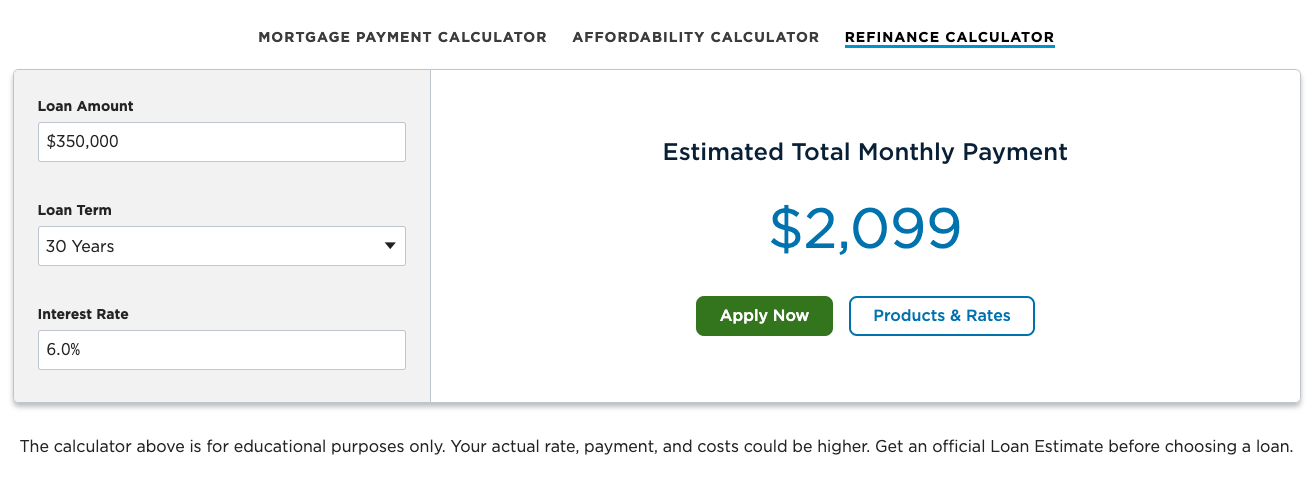 MORTGAGE PAYMENT CALCULATOR AFFORDABILITY CALCULATOR REFINANCE CALCULATOR
Loan Amount
$350,000
Loan Term
30 Years
Interest Rate
6.0%
Estimated Total Monthly Payment
$2,099
Apply Now Products & Rates
The calculator above is for educational purposes only. Your actual rate, payment, and costs could be higher. Get an official Loan Estimate before choosing a loan.